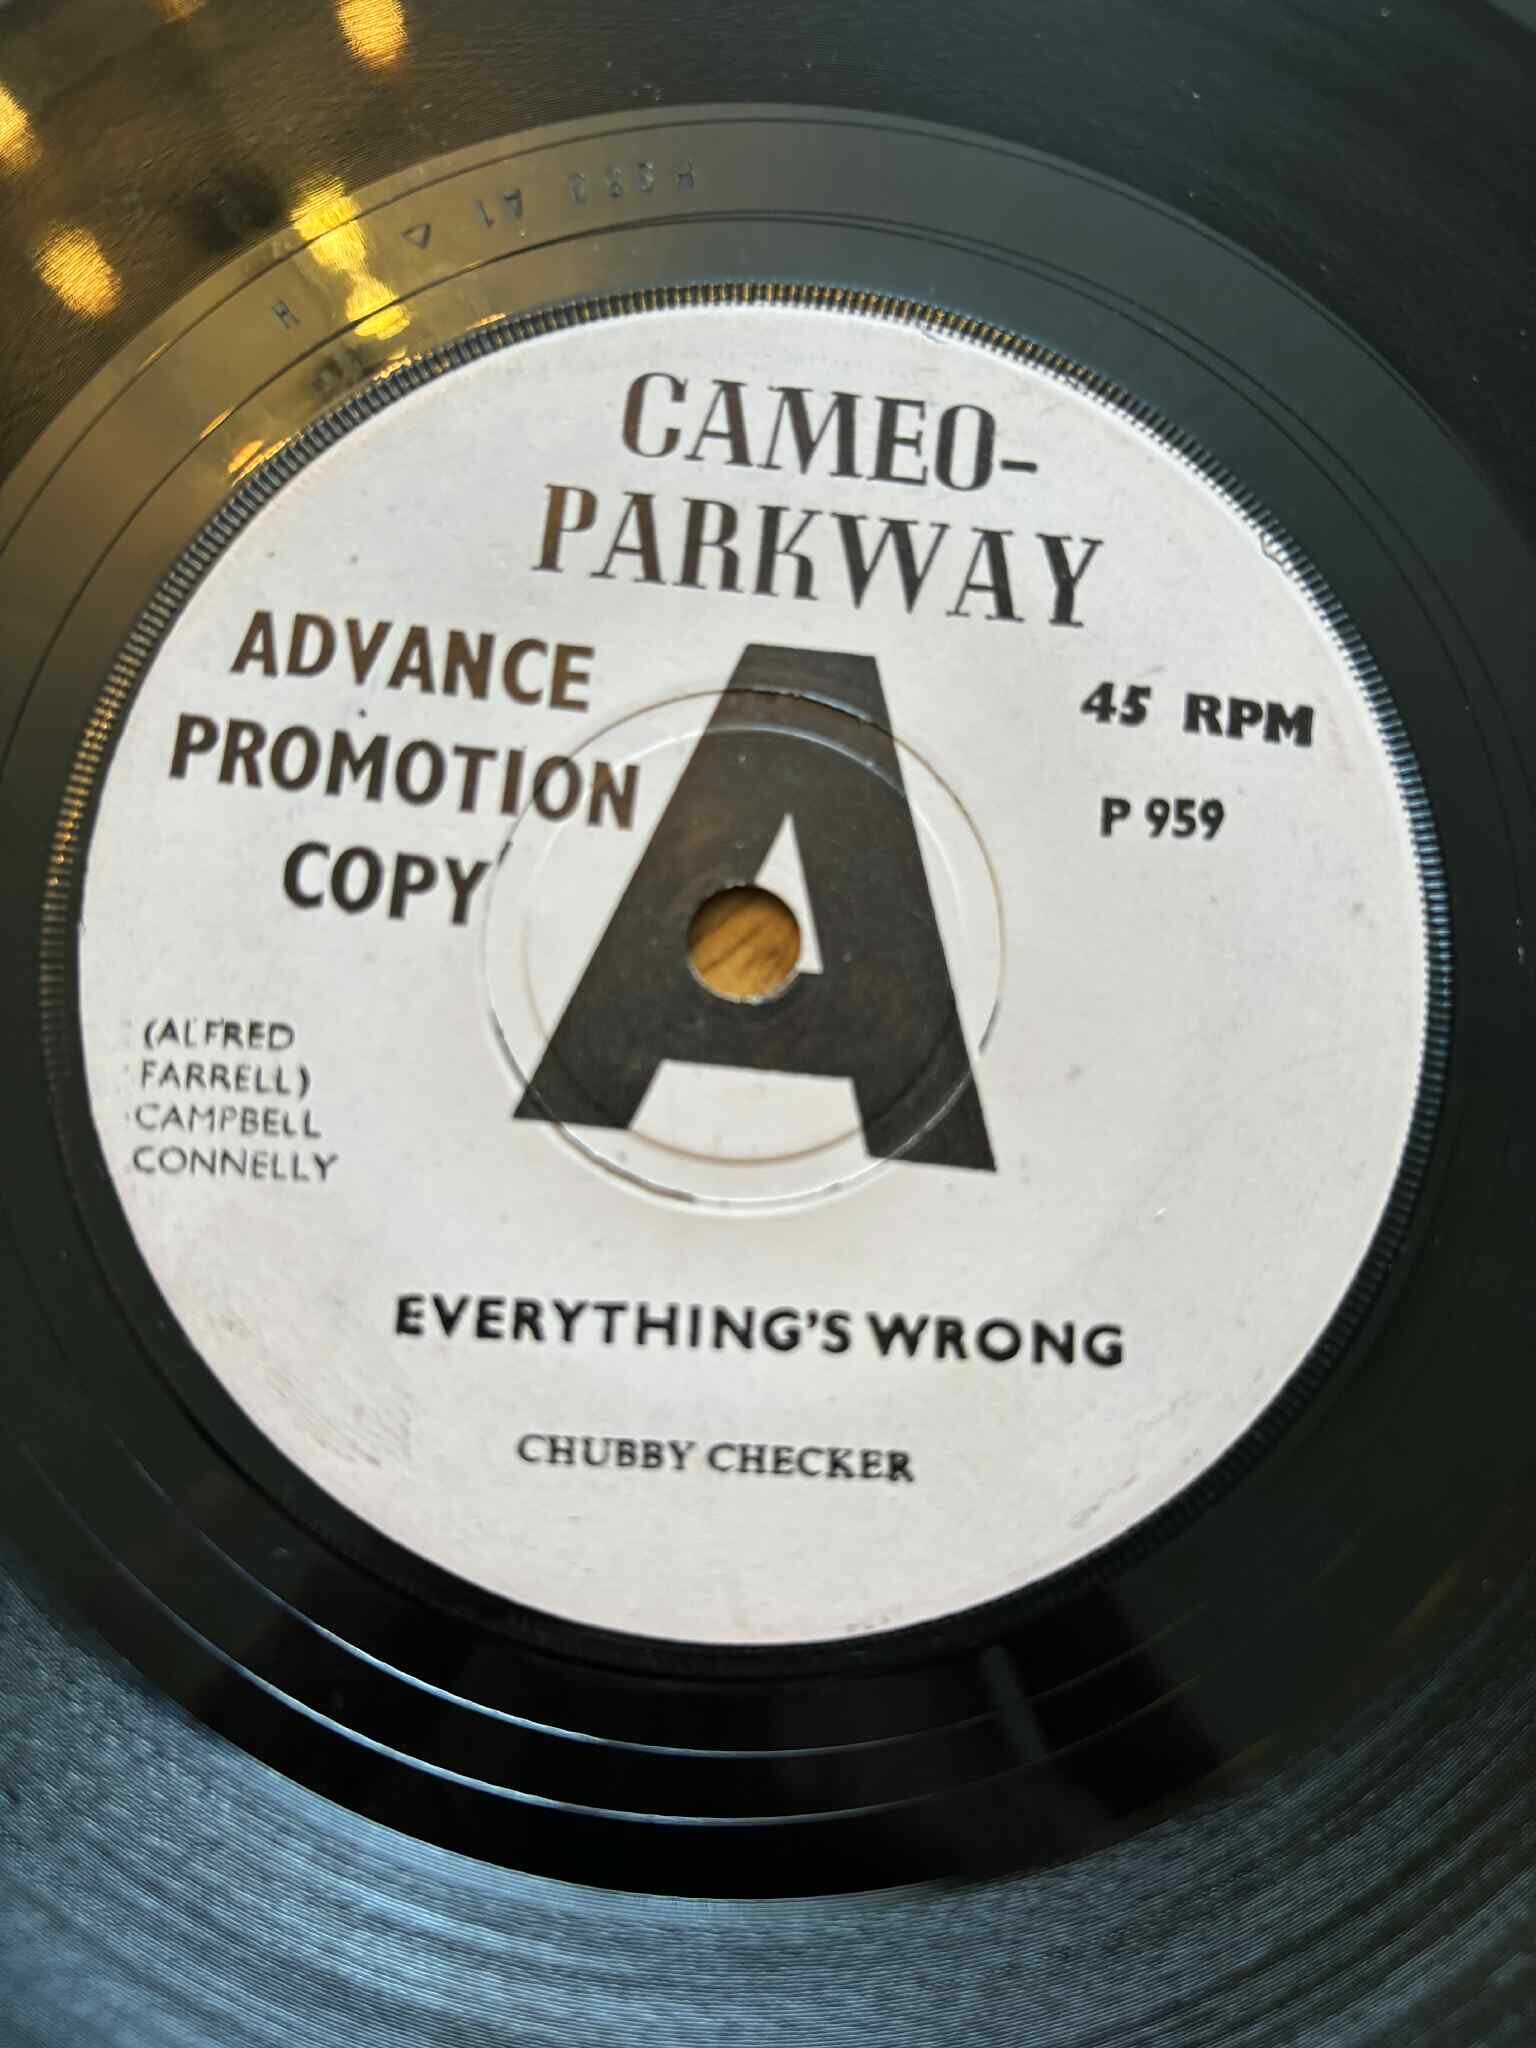 CAMEO-
PARKWAY
ADVANCE
PROMOTION
COPY
A
45 RPM
P 959
(ALFRED
FARRELL)
CAMPBELL
CONNELLY
EVERYTHING'S WRONG
CHUBBY CHECKER